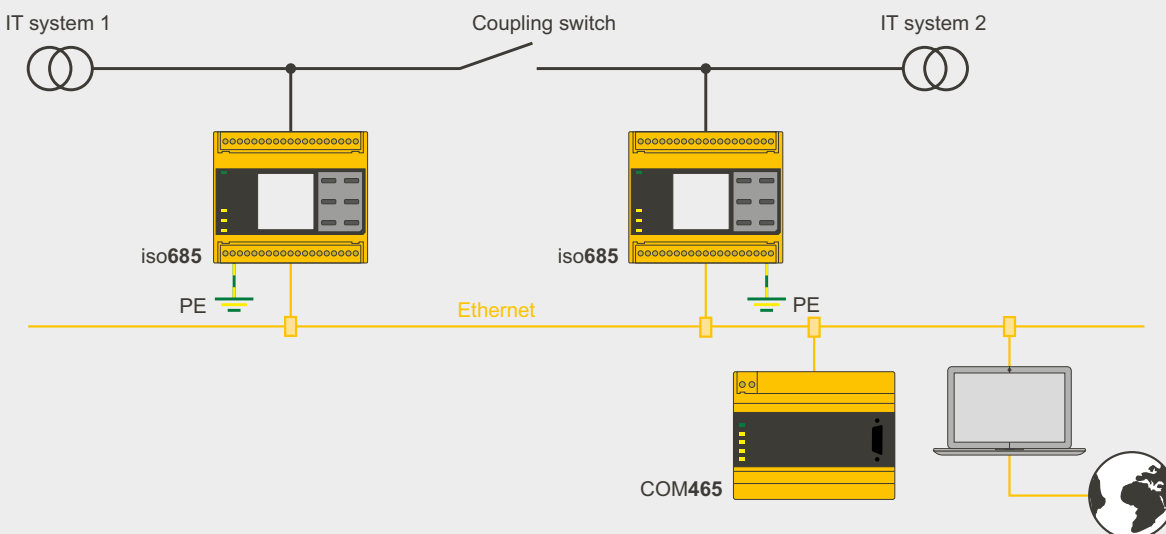 IT system 1
Coupling switch
IT system 2
iso685
iso685
PE
Ethernet
PE
COM465